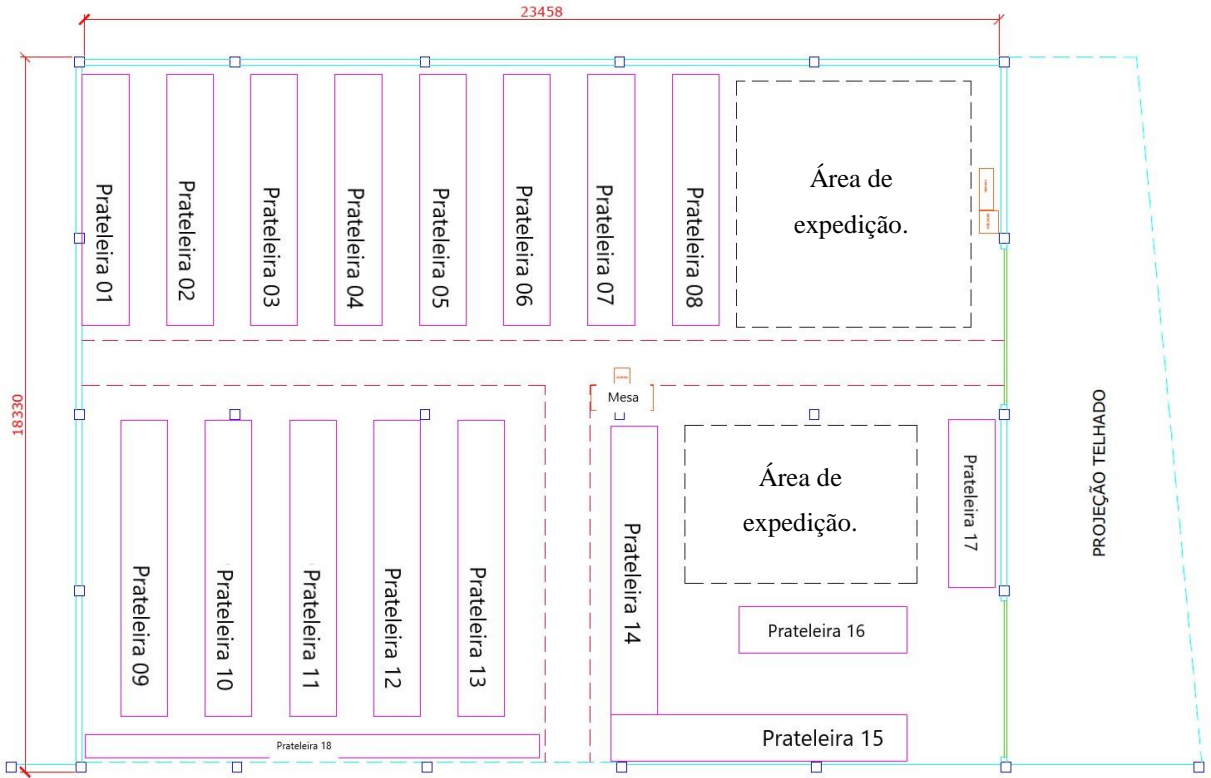 23458
18330
Prateleira 01
Prateleira 02
Prateleira 03
Prateleira 04
Prateleira 05
Prateleira 06
Prateleira 07
Prateleira 08
Área de
expedição.
Mesa
Prateleira 09
Prateleira 10
Prateleira 11
Prateleira 12
Prateleira 13
Prateleira 14
Área de
expedição.
Prateleira 17
Prateleira 16
Prateleira 15
Prateleira 18
PROJEÇÃO TELHADO